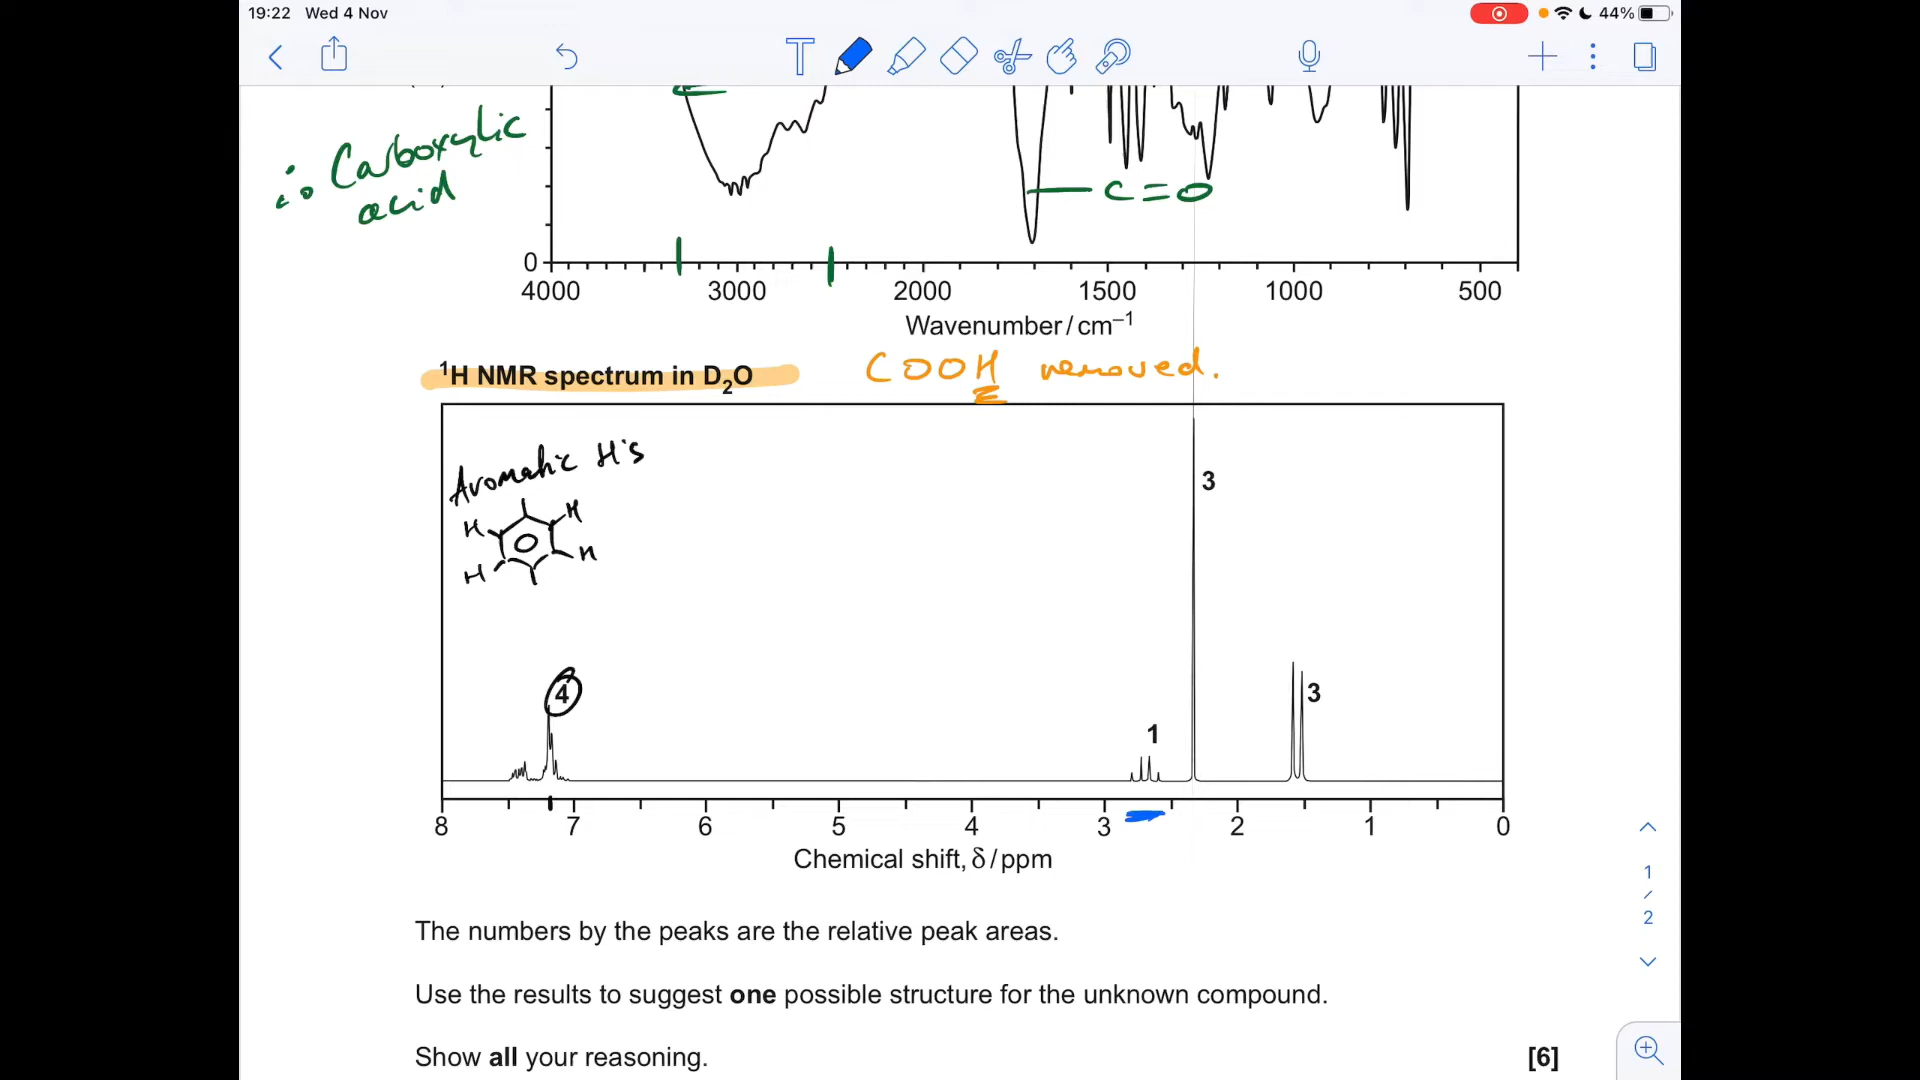 19:22 Wed 4 Nov 44%
∴ Carboxylic
acid
C=O
0
4000 3000 2000 1500 1000 500
Wavenumber / cm⁻¹
¹H NMR spectrum in D₂O
COOH removed.
Aromatic H's
H H
H H
3
4
3
1
8 7 6 5 4 3 2 1 0
Chemical shift, δ / ppm
The numbers by the peaks are the relative peak areas.
Use the results to suggest one possible structure for the unknown compound.
Show all your reasoning.
[6]
1
/
2